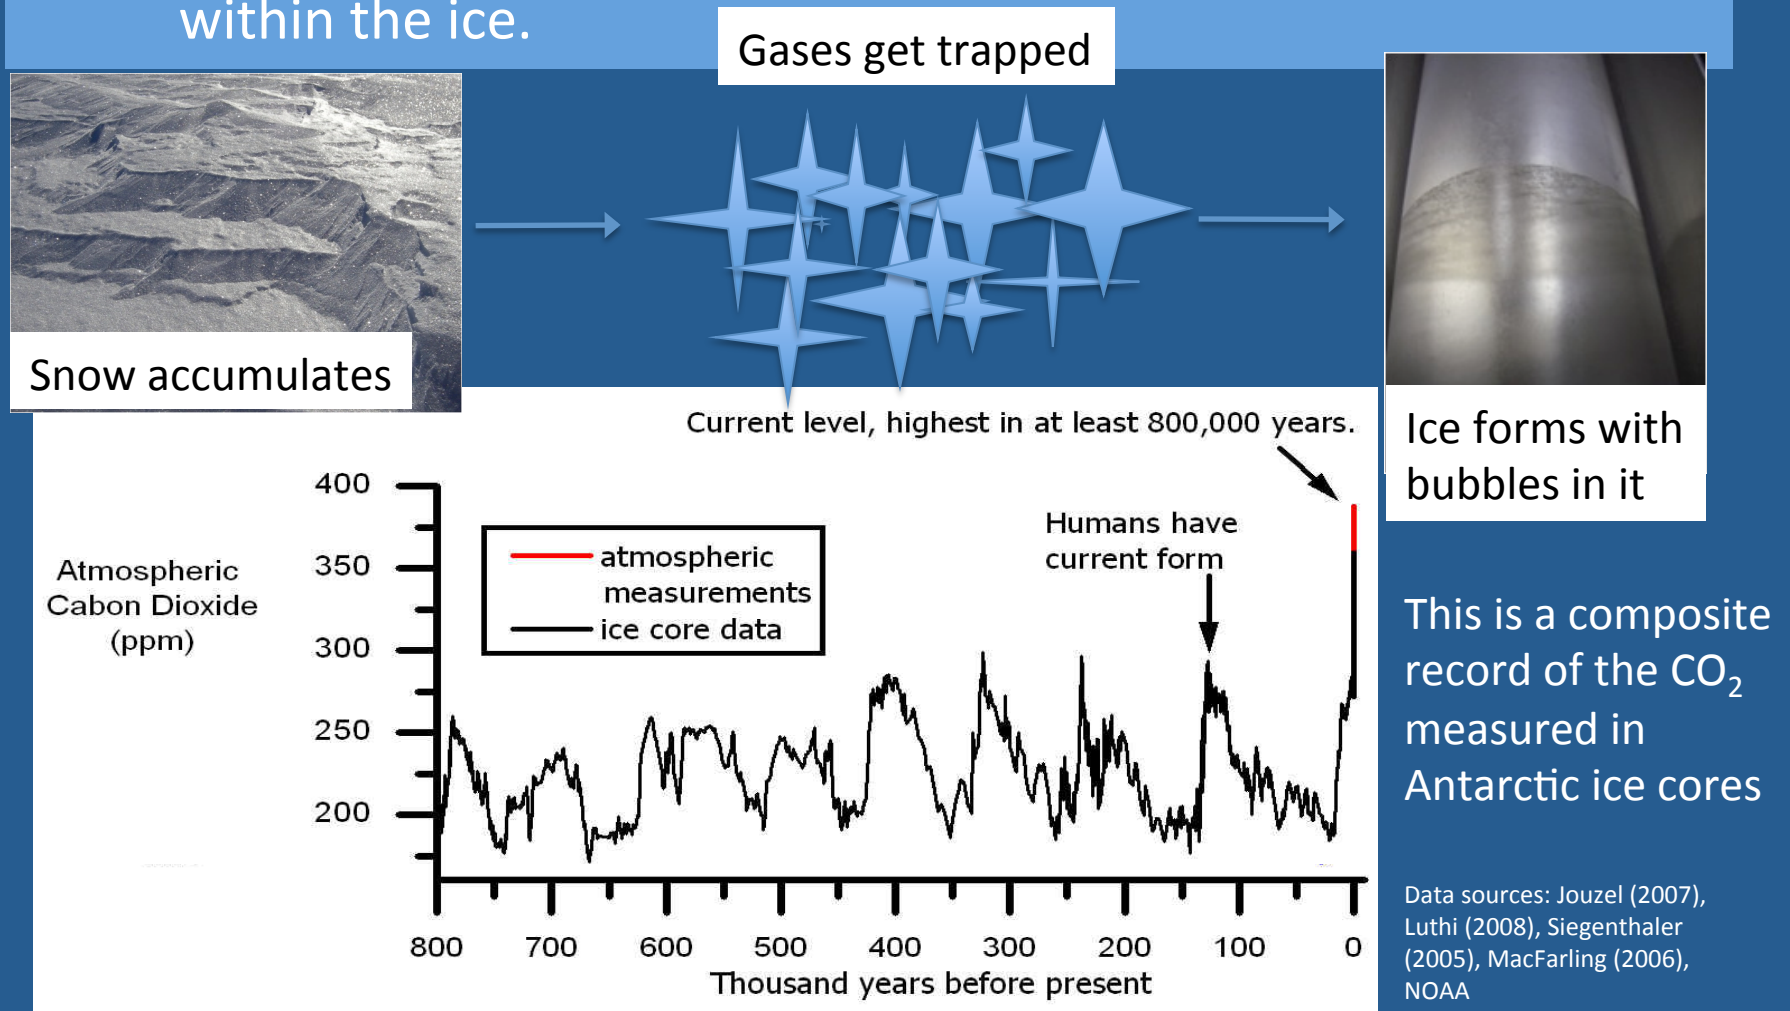 within the ice.
Gases get trapped
Snow accumulates
Ice forms with
bubbles in it
Current level, highest in at least 800,000 years.
400
350
300
250
200
Atmospheric
Cabon Dioxide
(ppm)
atmospheric
measurements
ice core data
Humans have
current form
800 700 600 500 400 300 200 100 0
Thousand years before present
This is a composite
record of the CO₂
measured in
Antarctic ice cores
Data sources: Jouzel (2007),
Luthi (2008), Siegenthaler
(2005), MacFarling (2006),
NOAA